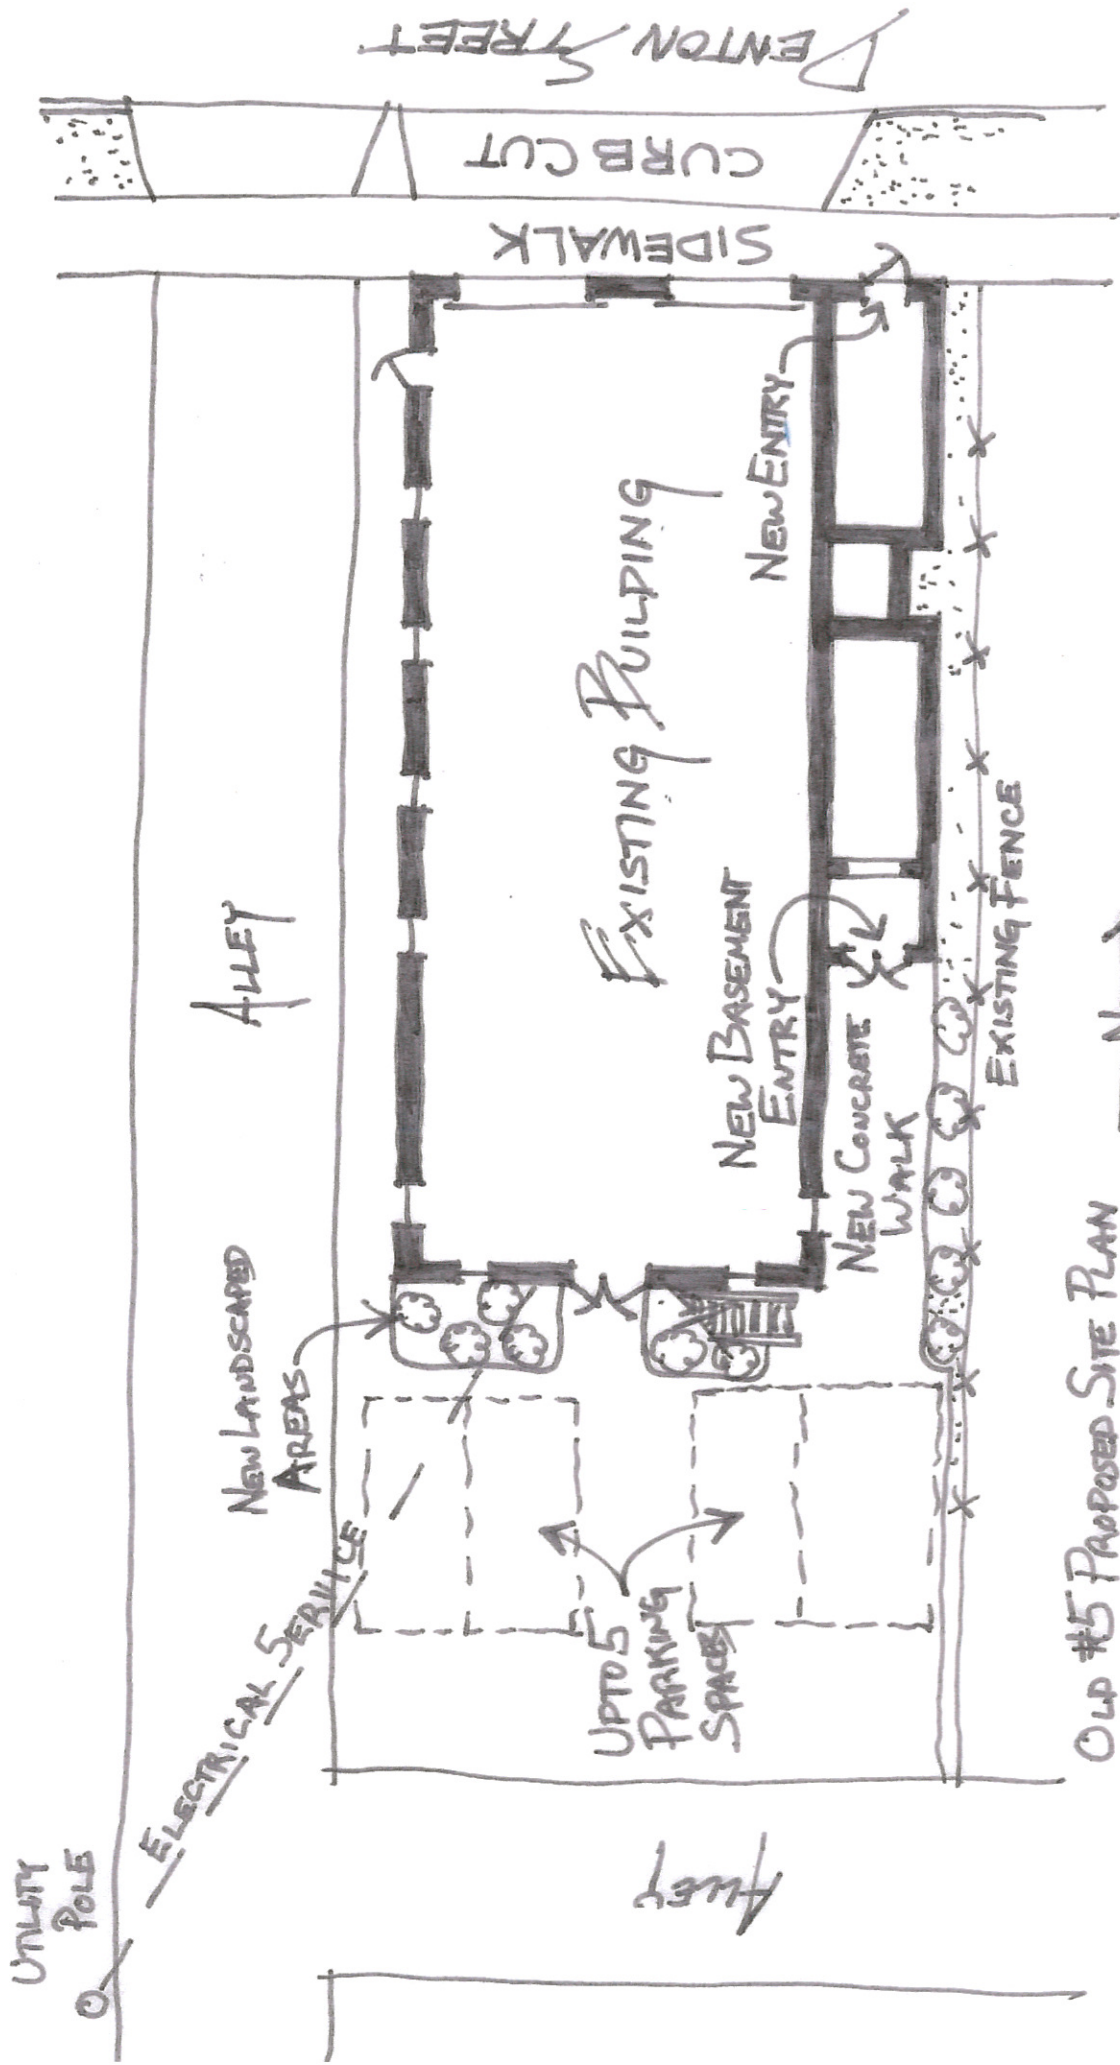 DENTON STREET
CURB CUT
SIDEWALK
ALLEY
NEW ENTRY
EXISTING BUILDING
NEW BASEMENT
ENTRY
NEW CONCRETE
WALK
EXISTING FENCE
NEW LANDSCAPED
AREAS
UTILITY
POLE
ELECTRICAL SERVICE
UP TO 5
PARKING
SPACES
ALLEY
OLD #5 PROPOSED SITE PLAN
N